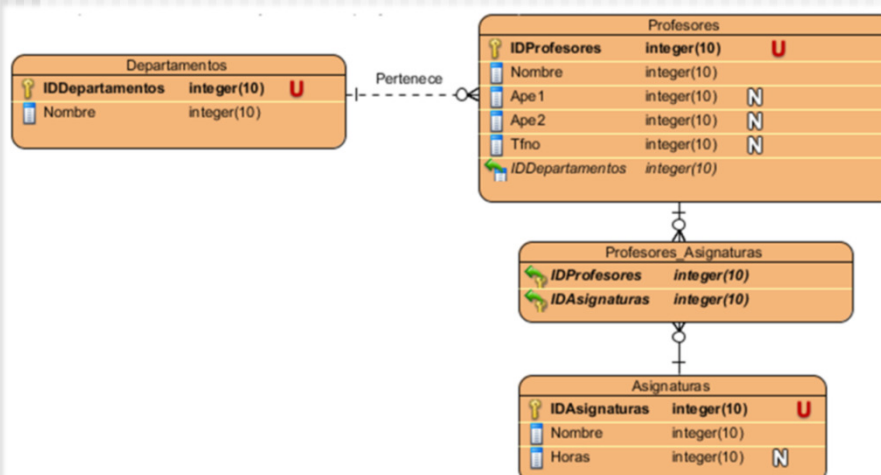 Departamentos
IDDepartamentos integer(10) U
Nombre integer(10)
Pertenece
Profesores
IDProfesores integer(10) U
Nombre integer(10)
Ape1 integer(10) N
Ape2 integer(10) N
Tfno integer(10) N
IDDepartamentos integer(10)
Profesores_Asignaturas
IDProfesores integer(10)
IDAsignaturas integer(10)
Asignaturas
IDAsignaturas integer(10) U
Nombre integer(10)
Horas integer(10) N